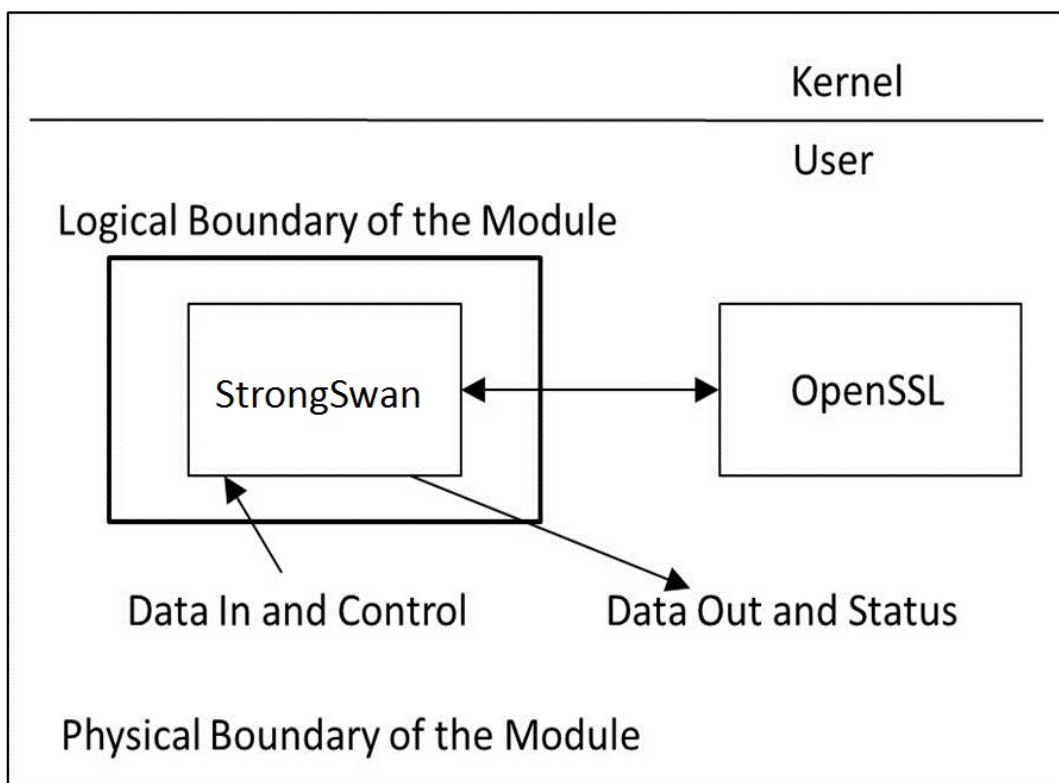 Kernel
User
Logical Boundary of the Module
StrongSwan
OpenSSL
Data In and Control
Data Out and Status
Physical Boundary of the Module